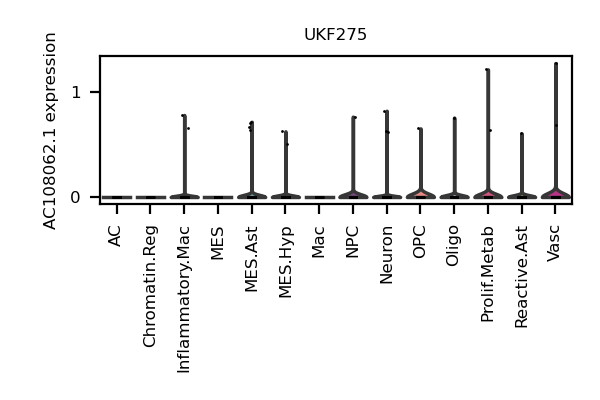 UKF275
AC108062.1 expression
1
0
AC
Chromatin.Reg
Inflammatory.Mac
MES
MES.Ast
MES.Hyp
Mac
NPC
Neuron
OPC
Oligo
Prolif.Metab
Reactive.Ast
Vasc